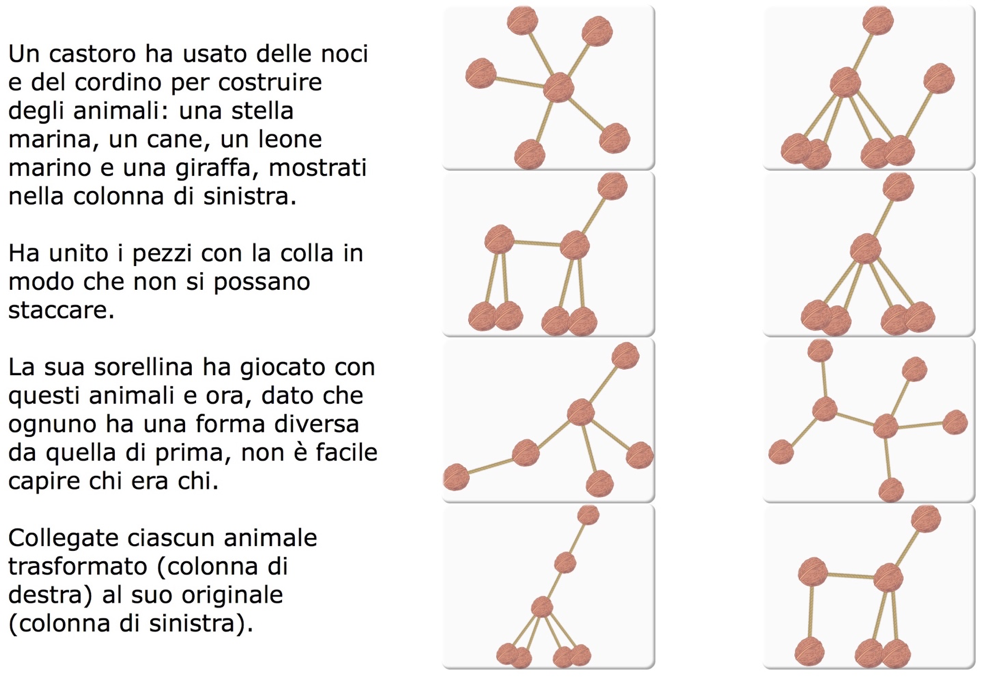 Un castoro ha usato delle noci
e del cordino per costruire
degli animali: una stella
marina, un cane, un leone
marino e una giraffa, mostrati
nella colonna di sinistra.
Ha unito i pezzi con la colla in
modo che non si possano
staccare.
La sua sorellina ha giocato con
questi animali e ora, dato che
ognuno ha una forma diversa
da quella di prima, non è facile
capire chi era chi.
Collegate ciascun animale
trasformato (colonna di
destra) al suo originale
(colonna di sinistra).